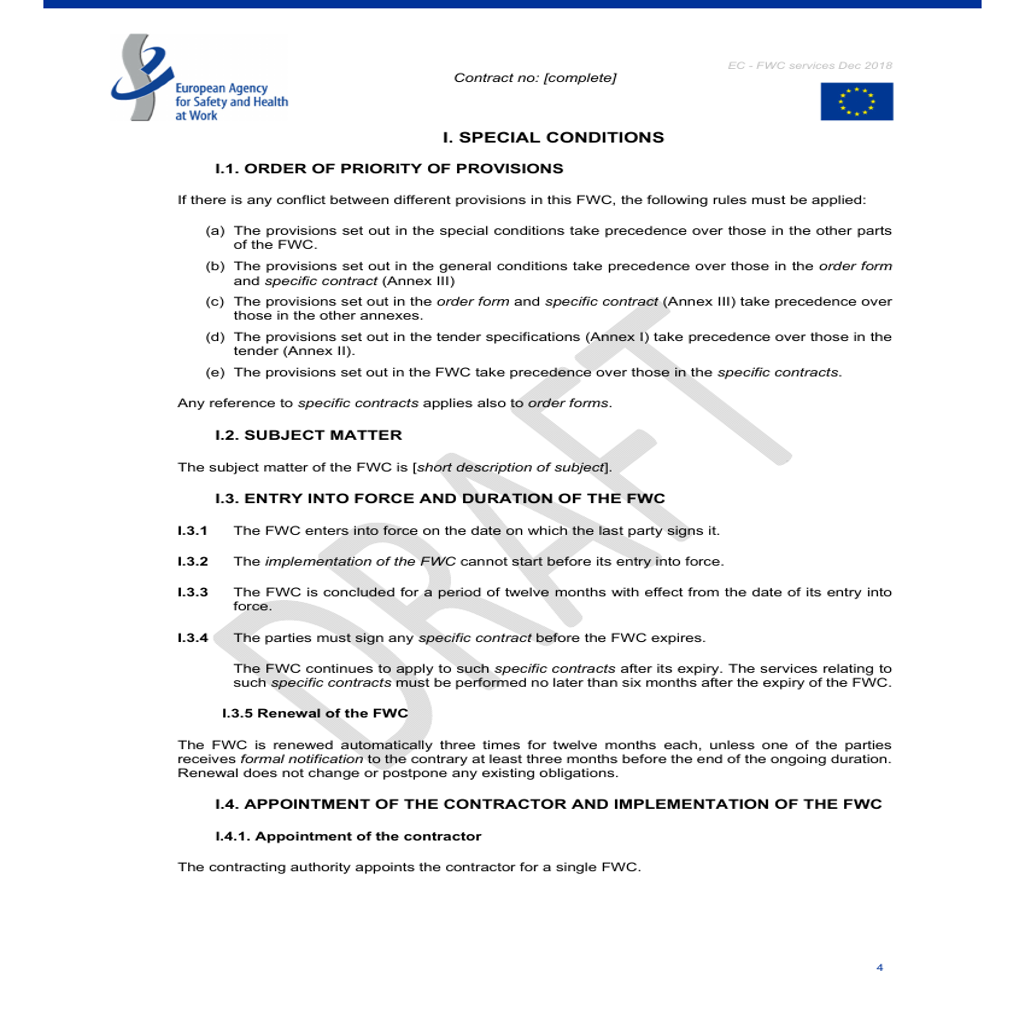 EC - FWC services Dec 2018
Contract no: [complete]
European Agency
for Safety and Health
at Work
I. SPECIAL CONDITIONS
I.1. ORDER OF PRIORITY OF PROVISIONS
If there is any conflict between different provisions in this FWC, the following rules must be applied:
(a) The provisions set out in the special conditions take precedence over those in the other parts
of the FWC.
(b) The provisions set out in the general conditions take precedence over those in the order form
and specific contract (Annex III)
(c) The provisions set out in the order form and specific contract (Annex III) take precedence over
those in the other annexes.
(d) The provisions set out in the tender specifications (Annex I) take precedence over those in the
tender (Annex II).
(e) The provisions set out in the FWC take precedence over those in the specific contracts.
Any reference to specific contracts applies also to order forms.
I.2. SUBJECT MATTER
The subject matter of the FWC is [short description of subject].
I.3. ENTRY INTO FORCE AND DURATION OF THE FWC
I.3.1 The FWC enters into force on the date on which the last party signs it.
I.3.2 The implementation of the FWC cannot start before its entry into force.
I.3.3 The FWC is concluded for a period of twelve months with effect from the date of its entry into
force.
I.3.4 The parties must sign any specific contract before the FWC expires.
The FWC continues to apply to such specific contracts after its expiry. The services relating to
such specific contracts must be performed no later than six months after the expiry of the FWC.
I.3.5 Renewal of the FWC
The FWC is renewed automatically three times for twelve months each, unless one of the parties
receives formal notification to the contrary at least three months before the end of the ongoing duration.
Renewal does not change or postpone any existing obligations.
I.4. APPOINTMENT OF THE CONTRACTOR AND IMPLEMENTATION OF THE FWC
I.4.1. Appointment of the contractor
The contracting authority appoints the contractor for a single FWC.
DRAFT
4